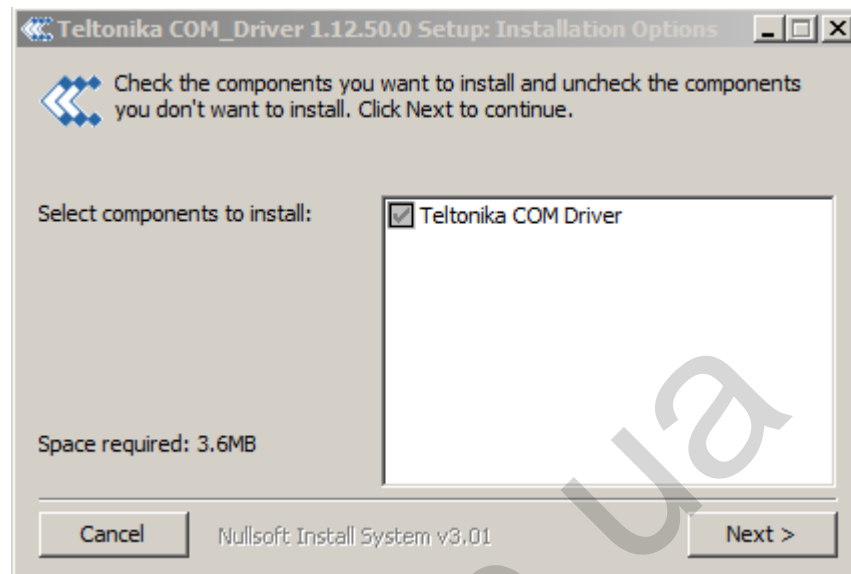 Teltonika COM_Driver 1.12.50.0 Setup: Installation Options
Check the components you want to install and uncheck the components
you don't want to install. Click Next to continue.
Select components to install:
Teltonika COM Driver
Space required: 3.6MB
Cancel
Nullsoft Install System v3.01
Next >
ua